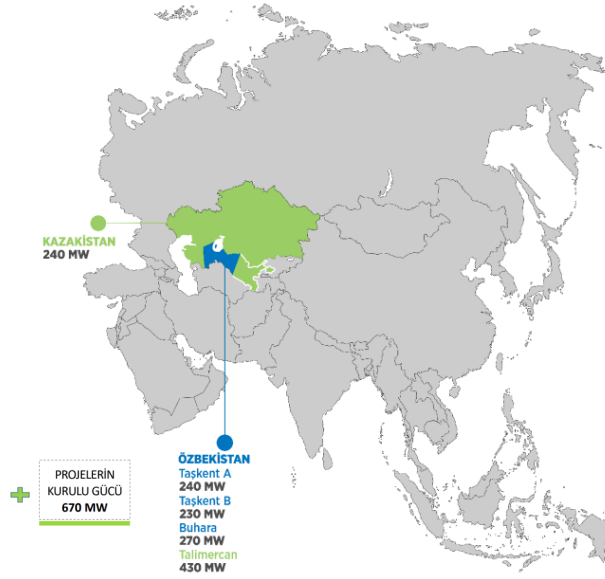 KAZAKİSTAN
240 MW
ÖZBEKİSTAN
Taşkent A
240 MW
Taşkent B
230 MW
Buhara
270 MW
Talimercan
430 MW
PROJELERİN
KURULU GÜCÜ
670 MW